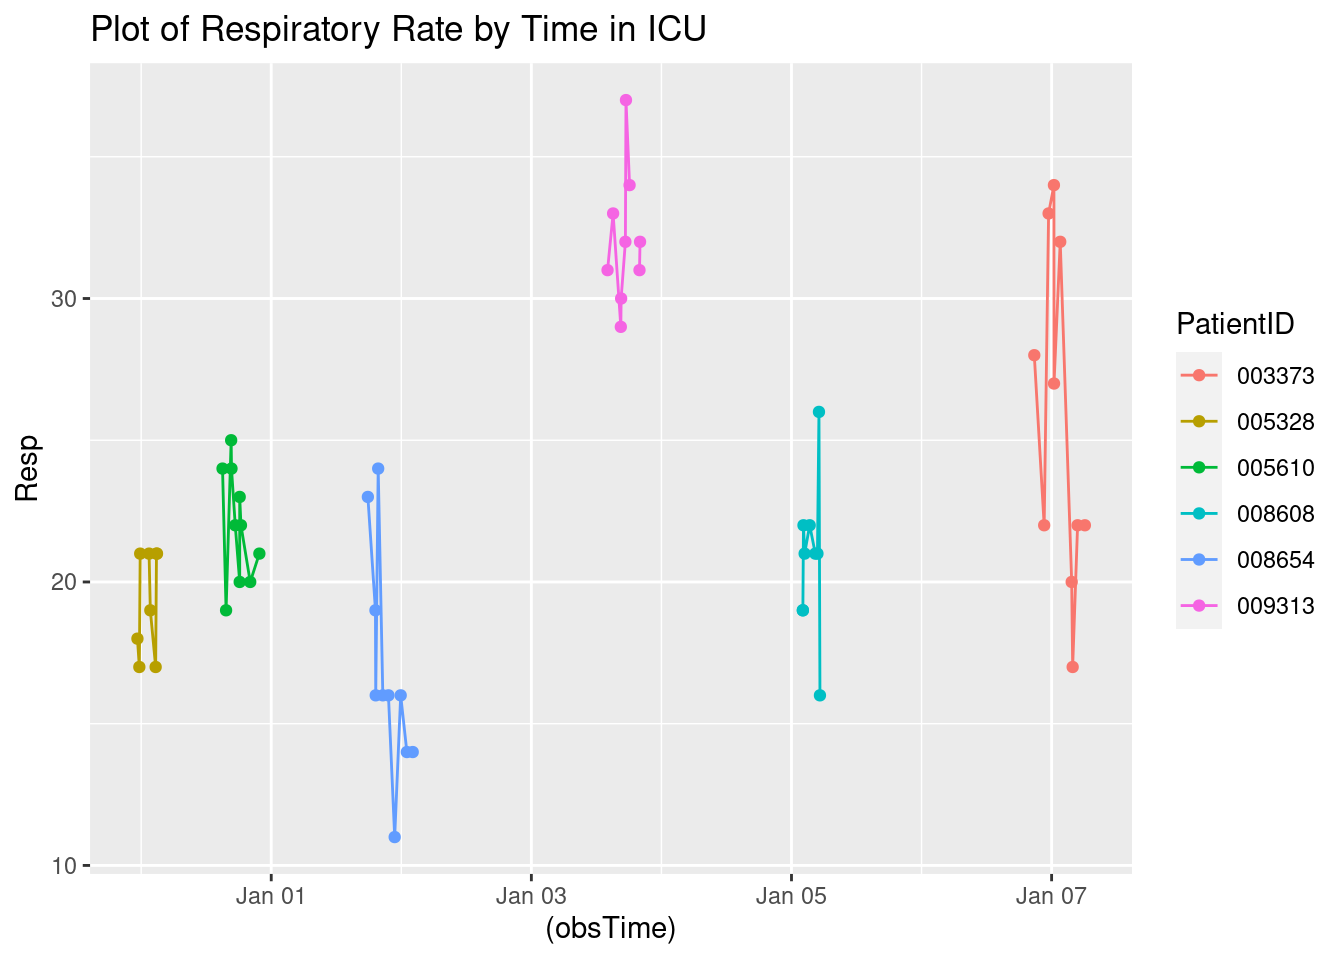 Plot of Respiratory Rate by Time in ICU
Resp
30
20
10
Jan 01
Jan 03
Jan 05
Jan 07
(obsTime)
PatientID
003373
005328
005610
008608
008654
009313